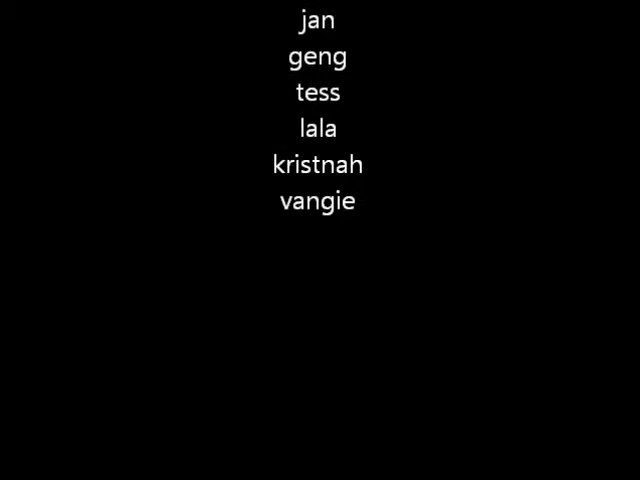 jan
geng
tess
lala
kristnah
vangie